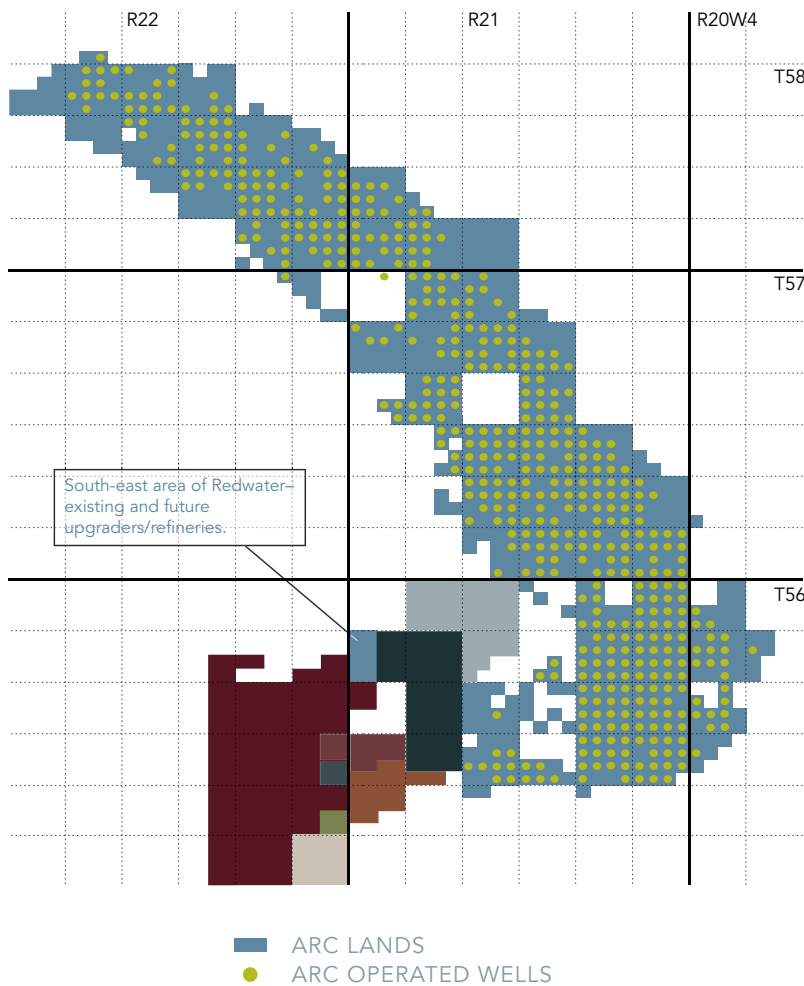 R22
R21
R20W4
T58
T57
South-east area of Redwater–
existing and future
upgraders/refineries.
T56
ARC LANDS
ARC OPERATED WELLS